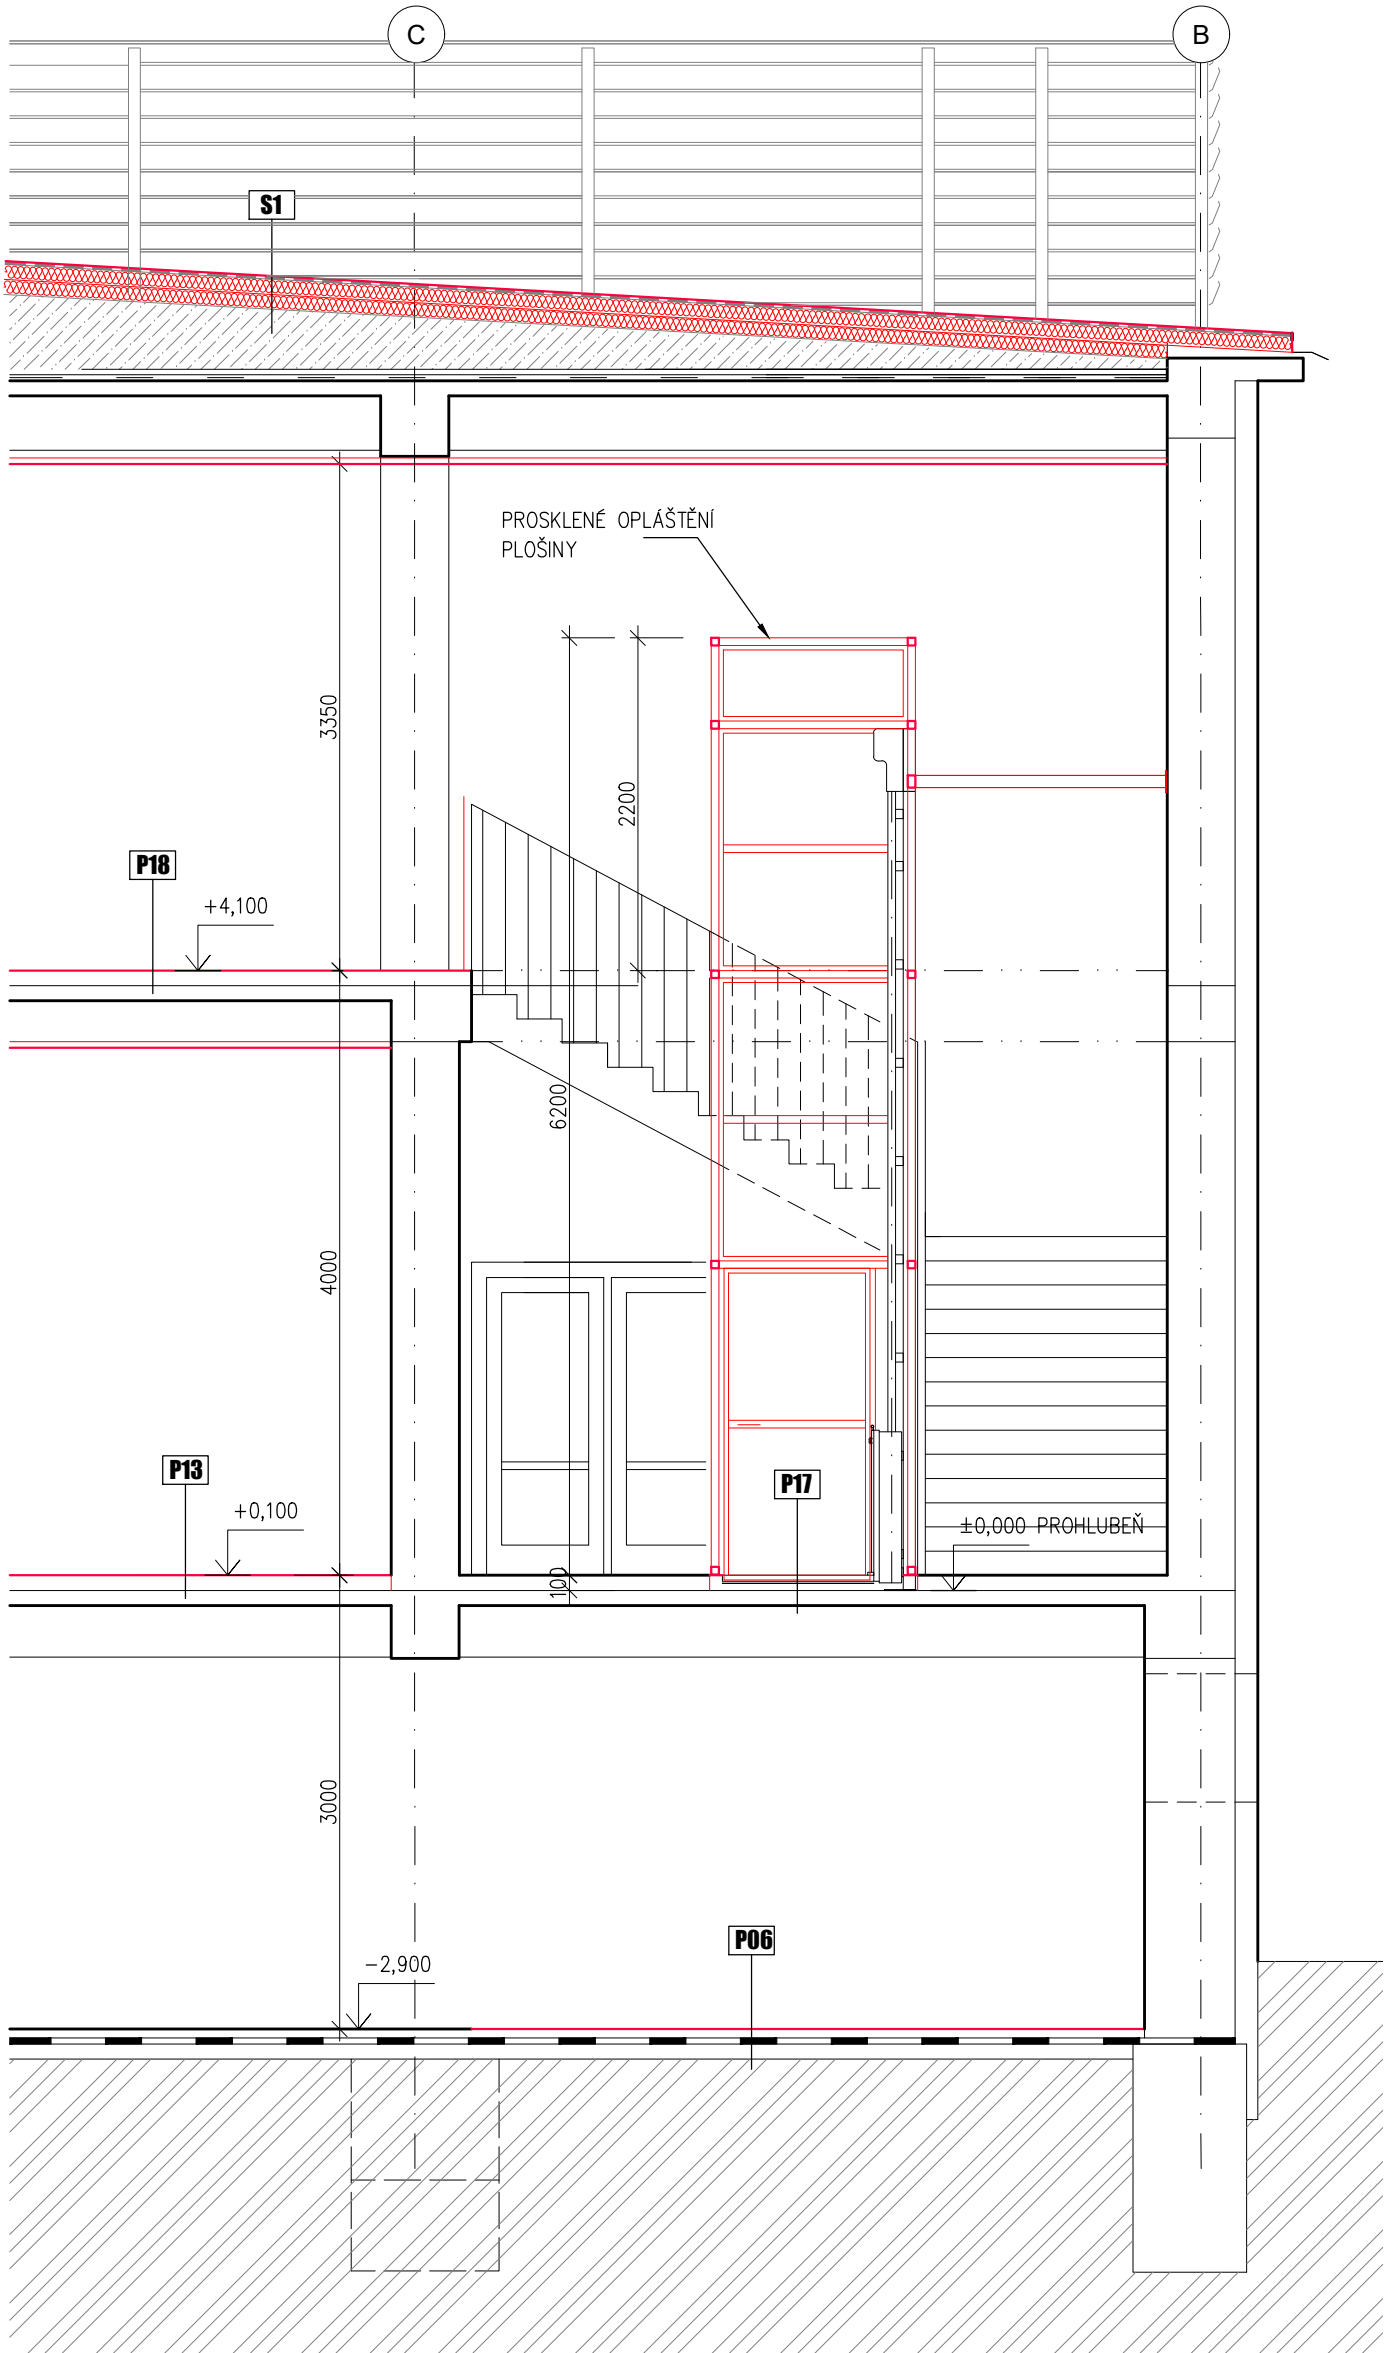 C
B
S1
PROSKLENÉ OPLÁŠTĚNÍ
PLOŠINY
3350
2200
P18
+4,100
6200
4000
P13
P17
+0,100
±0,000 PROHLUBEŇ
100
3000
P06
−2,900